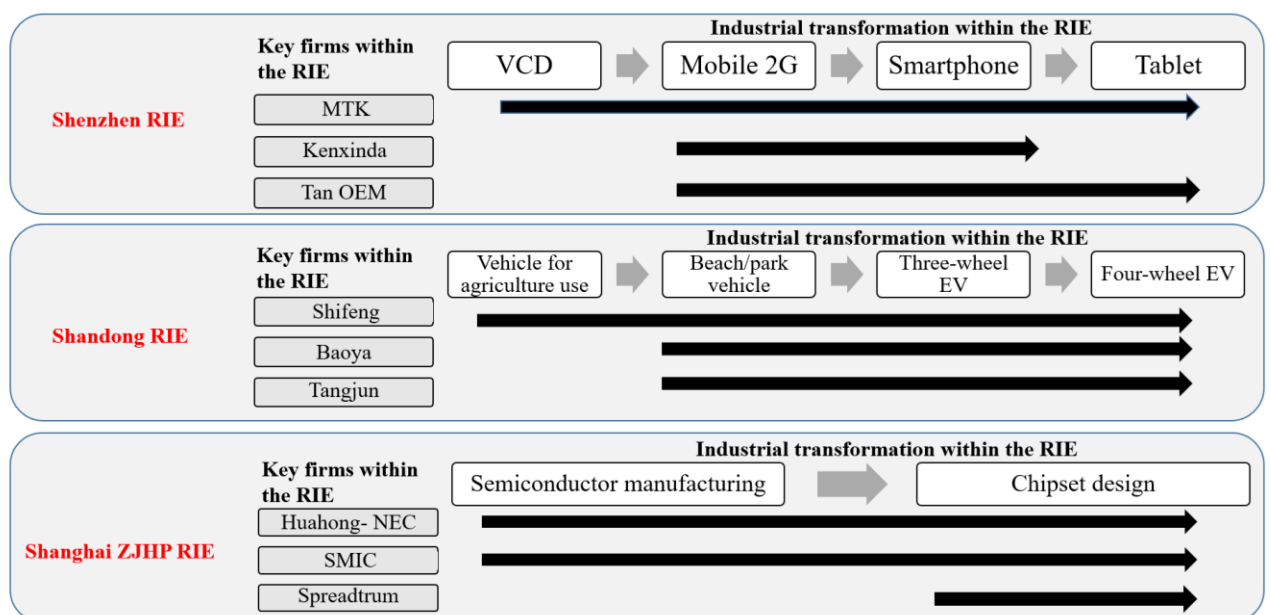 Industrial transformation within the RIE
Key firms within
the RIE
VCD
Mobile 2G
Smartphone
Tablet
Shenzhen RIE
MTK
Kenxinda
Tan OEM
Industrial transformation within the RIE
Key firms within
the RIE
Vehicle for
agriculture use
Beach/park
vehicle
Three-wheel
EV
Four-wheel EV
Shandong RIE
Shifeng
Baoya
Tangjun
Industrial transformation within the RIE
Key firms within
the RIE
Semiconductor manufacturing
Chipset design
Shanghai ZJHP RIE
Huahong- NEC
SMIC
Spreadtrum